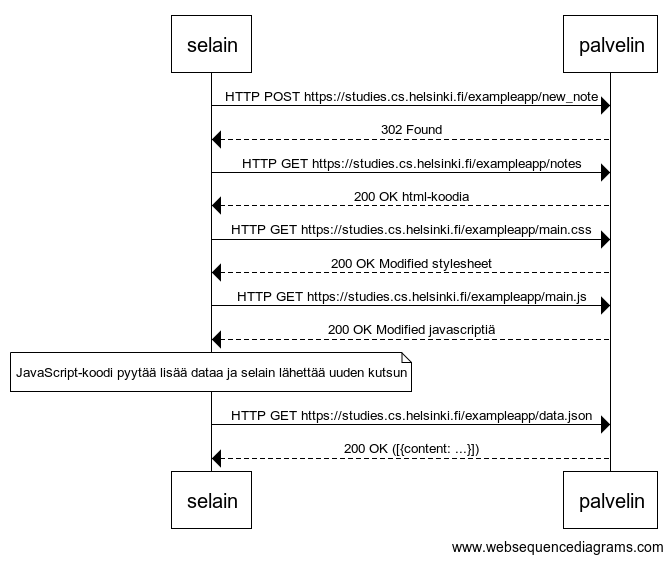 selain palvelin
HTTP POST https://studies.cs.helsinki.fi/exampleapp/new_note
302 Found
HTTP GET https://studies.cs.helsinki.fi/exampleapp/notes
200 OK html-koodia
HTTP GET https://studies.cs.helsinki.fi/exampleapp/main.css
200 OK Modified stylesheet
HTTP GET https://studies.cs.helsinki.fi/exampleapp/main.js
200 OK Modified javascriptiä
JavaScript-koodi pyytää lisää dataa ja selain lähettää uuden kutsun
HTTP GET https://studies.cs.helsinki.fi/exampleapp/data.json
200 OK ([{content: ...}])
selain palvelin
www.websequencediagrams.com